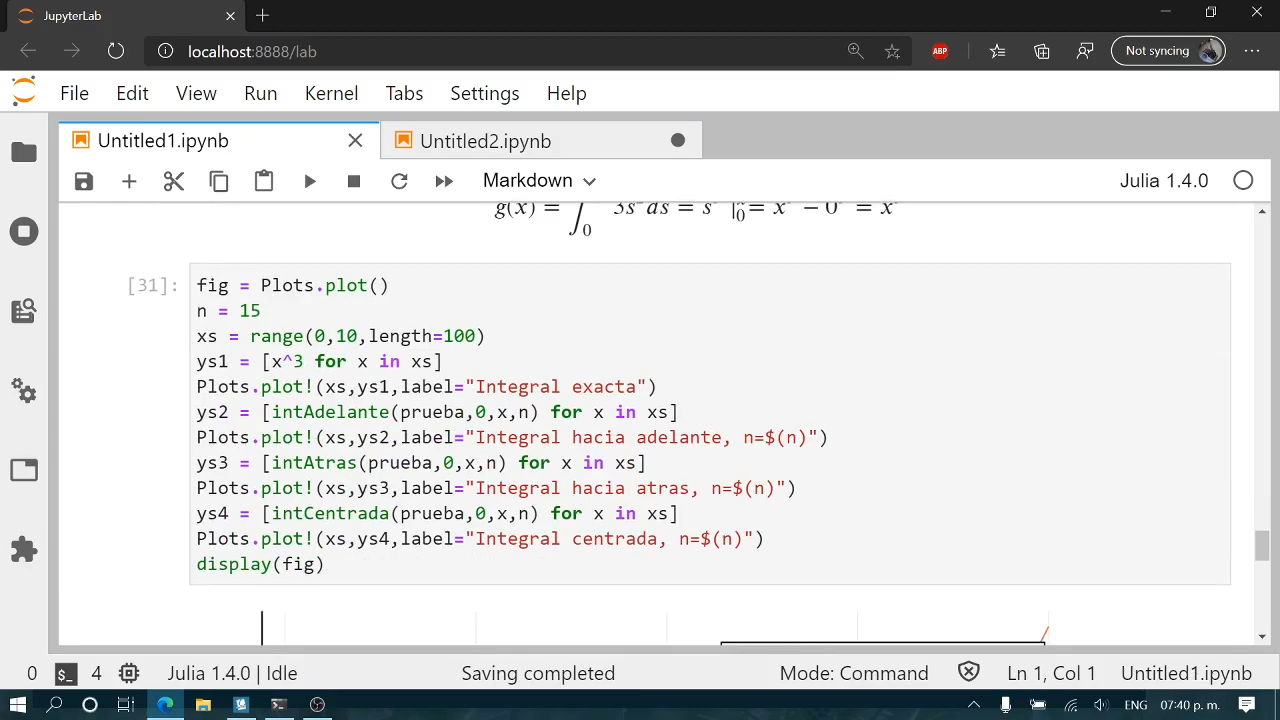 JupyterLab
localhost:8888/lab
ABP
Not syncing
File Edit View Run Kernel Tabs Settings Help
Untitled1.ipynb
Untitled2.ipynb
Markdown
Julia 1.4.0
g(x) = ∫₀ 3s ds = s |₀ = x − 0 = x
[31]:
fig = Plots.plot()
n = 15
xs = range(0,10,length=100)
ys1 = [x^3 for x in xs]
Plots.plot!(xs,ys1,label="Integral exacta")
ys2 = [intAdelante(prueba,0,x,n) for x in xs]
Plots.plot!(xs,ys2,label="Integral hacia adelante, n=$(n)")
ys3 = [intAtras(prueba,0,x,n) for x in xs]
Plots.plot!(xs,ys3,label="Integral hacia atras, n=$(n)")
ys4 = [intCentrada(prueba,0,x,n) for x in xs]
Plots.plot!(xs,ys4,label="Integral centrada, n=$(n)")
display(fig)
0
4
Julia 1.4.0 | Idle
Saving completed
Mode: Command
Ln 1, Col 1
Untitled1.ipynb
ENG
07:40 p. m.